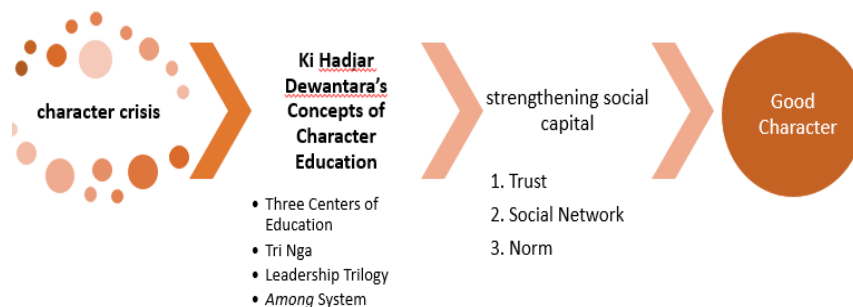 character crisis
Ki Hadjar
Dewantara's
Concepts of
Character
Education
• Three Centers of
Education
• Tri Nga
• Leadership Trilogy
• Among System
strengthening social
capital
1. Trust
2. Social Network
3. Norm
Good
Character